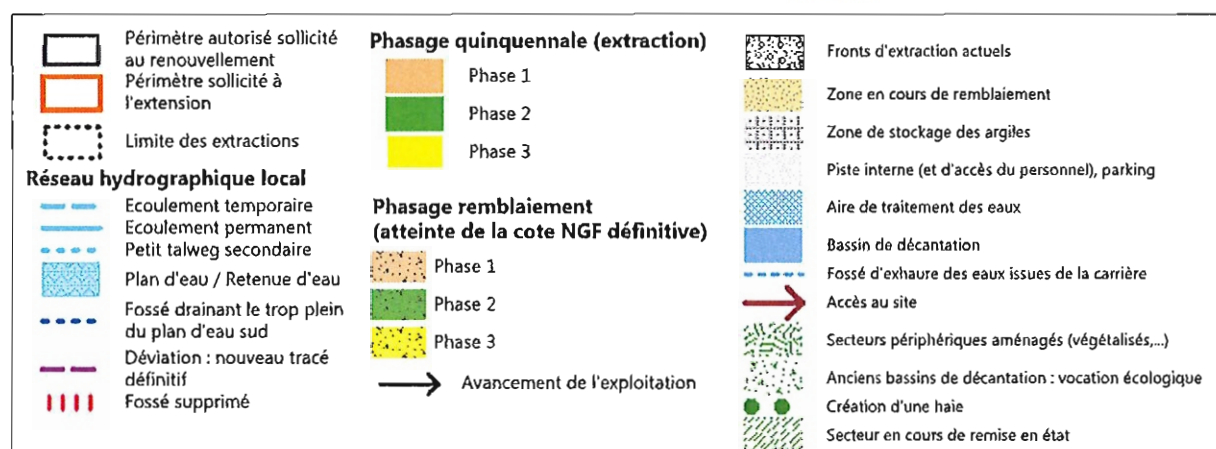 Périmètre autorisé sollicité
au renouvellement
Périmètre sollicité à
l'extension
Limite des extractions
Réseau hydrographique local
Ecoulement temporaire
Ecoulement permanent
Petit talweg secondaire
Plan d'eau / Retenue d'eau
Fossé drainant le trop plein
du plan d'eau sud
Déviation : nouveau tracé
définitif
Fossé supprimé
Phasage quinquennale (extraction)
Phase 1
Phase 2
Phase 3
Phasage remblaiement
(atteinte de la cote NGF définitive)
Phase 1
Phase 2
Phase 3
Avancement de l'exploitation
Fronts d'extraction actuels
Zone en cours de remblaiement
Zone de stockage des argiles
Piste interne (et d'accès du personnel), parking
Aire de traitement des eaux
Bassin de décantation
Fossé d'exhaure des eaux issues de la carrière
Accès au site
Secteurs périphériques aménagés (végétalisés,...)
Anciens bassins de décantation : vocation écologique
Création d'une haie
Secteur en cours de remise en état